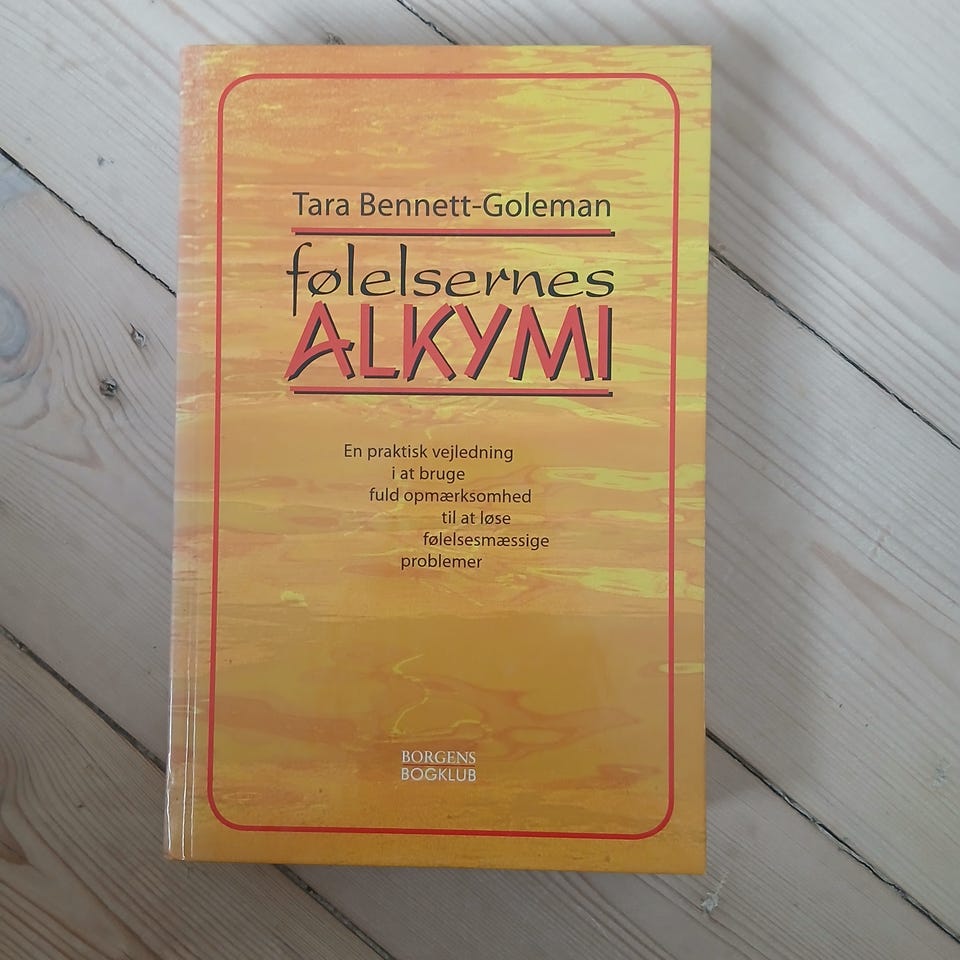 Tara Bennett-Goleman
følelsernes
ALKYMI
En praktisk vejledning
i at bruge
fuld opmærksomhed
til at løse
følelsesmæssige
problemer
BORGENS
BOGKLUB